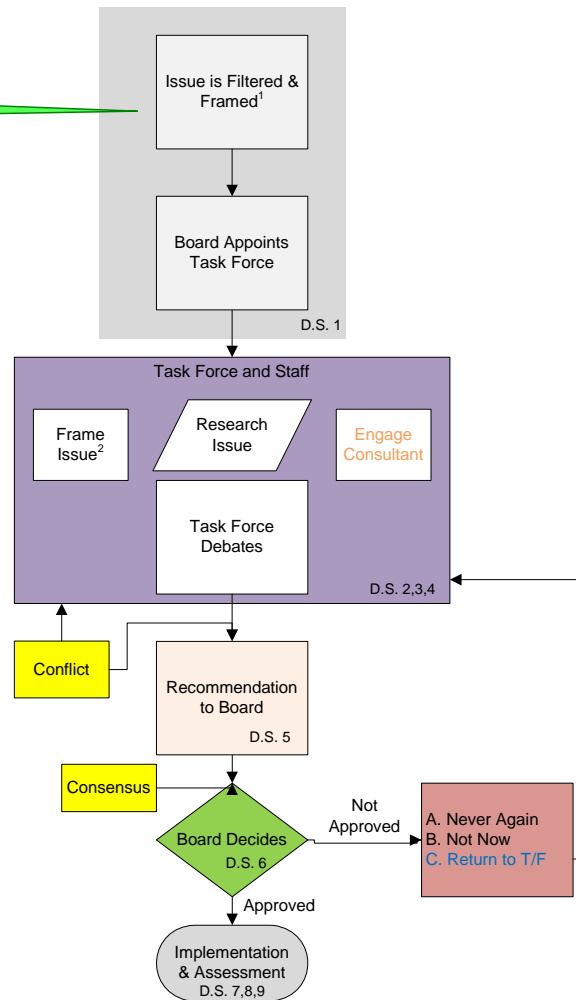 Issue is Filtered &
Framed1
Board Appoints
Task Force
D.S. 1
Task Force and Staff
Frame
Issue2
Research
Issue
Engage
Consultant
Task Force
Debates
D.S. 2,3,4
Conflict
Recommendation
to Board
D.S. 5
Consensus
Board Decides
D.S. 6
Not
Approved
A. Never Again
B. Not Now
C. Return to T/F
Approved
Implementation
& Assessment
D.S. 7,8,9